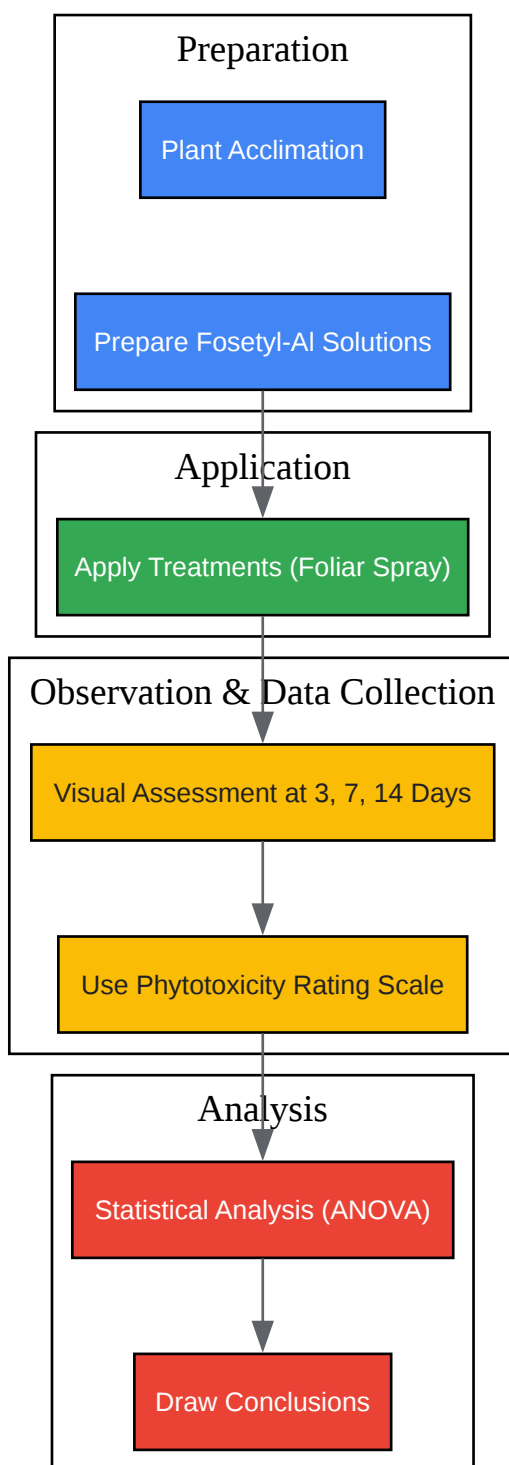 Preparation
Plant Acclimation
Prepare Fosetyl-Al Solutions
Application
Apply Treatments (Foliar Spray)
Observation & Data Collection
Visual Assessment at 3, 7, 14 Days
Use Phytotoxicity Rating Scale
Analysis
Statistical Analysis (ANOVA)
Draw Conclusions